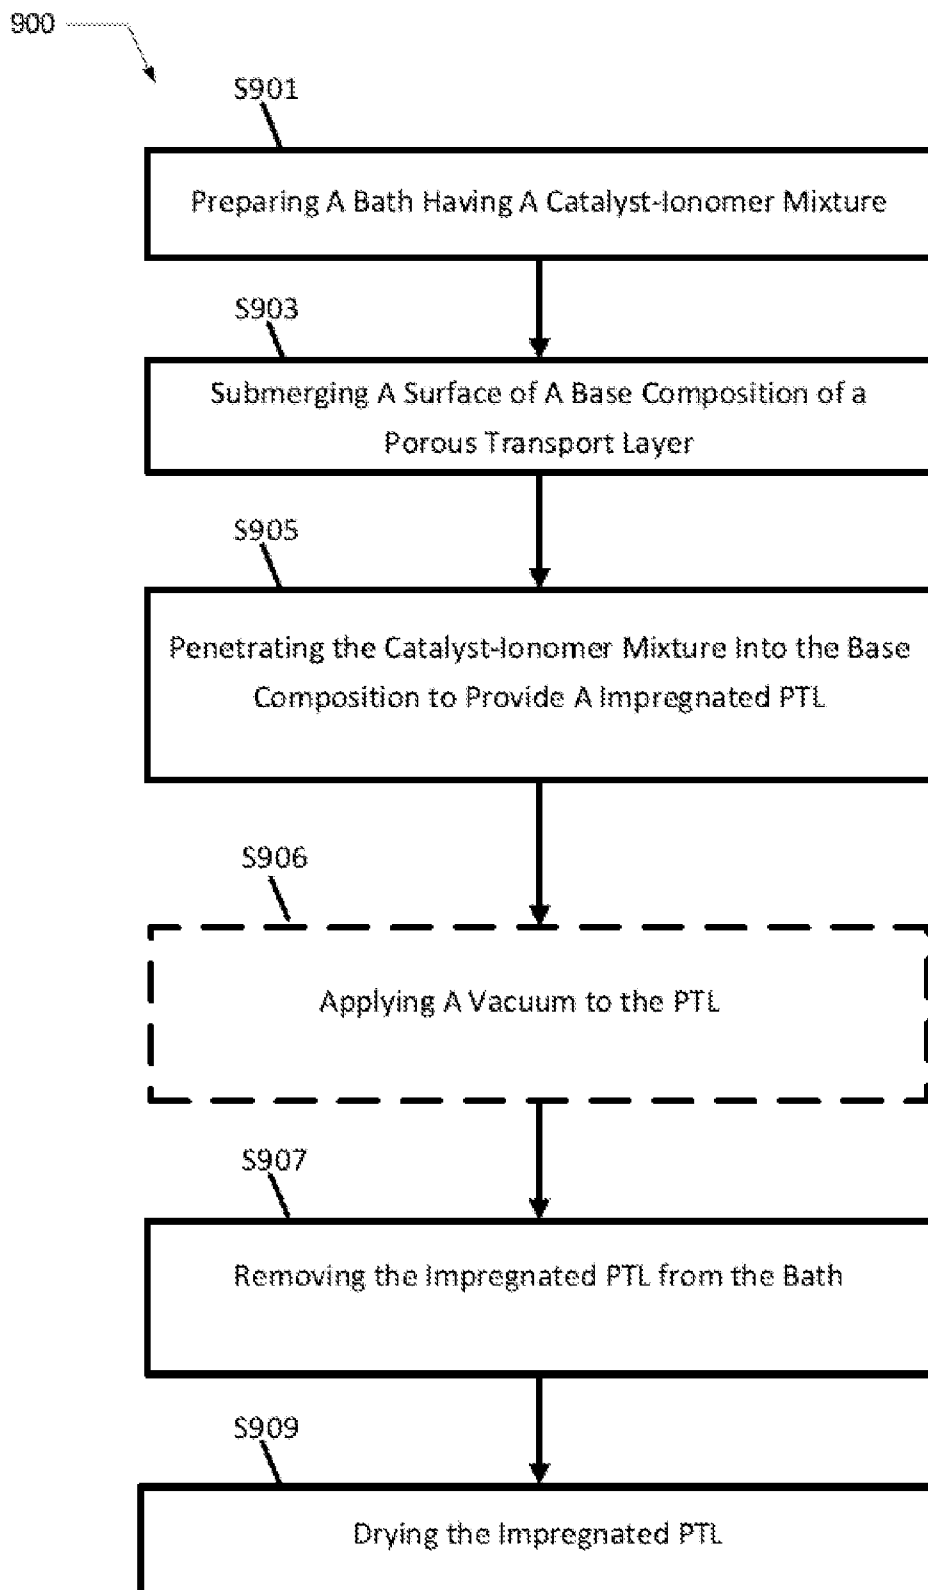 900
S901
Preparing A Bath Having A Catalyst-Ionomer Mixture
S903
Submerging A Surface of A Base Composition of a
Porous Transport Layer
S905
Penetrating the Catalyst-Ionomer Mixture Into the Base
Composition to Provide A Impregnated PTL
S906
Applying A Vacuum to the PTL
S907
Removing the Impregnated PTL from the Bath
S909
Drying the Impregnated PTL